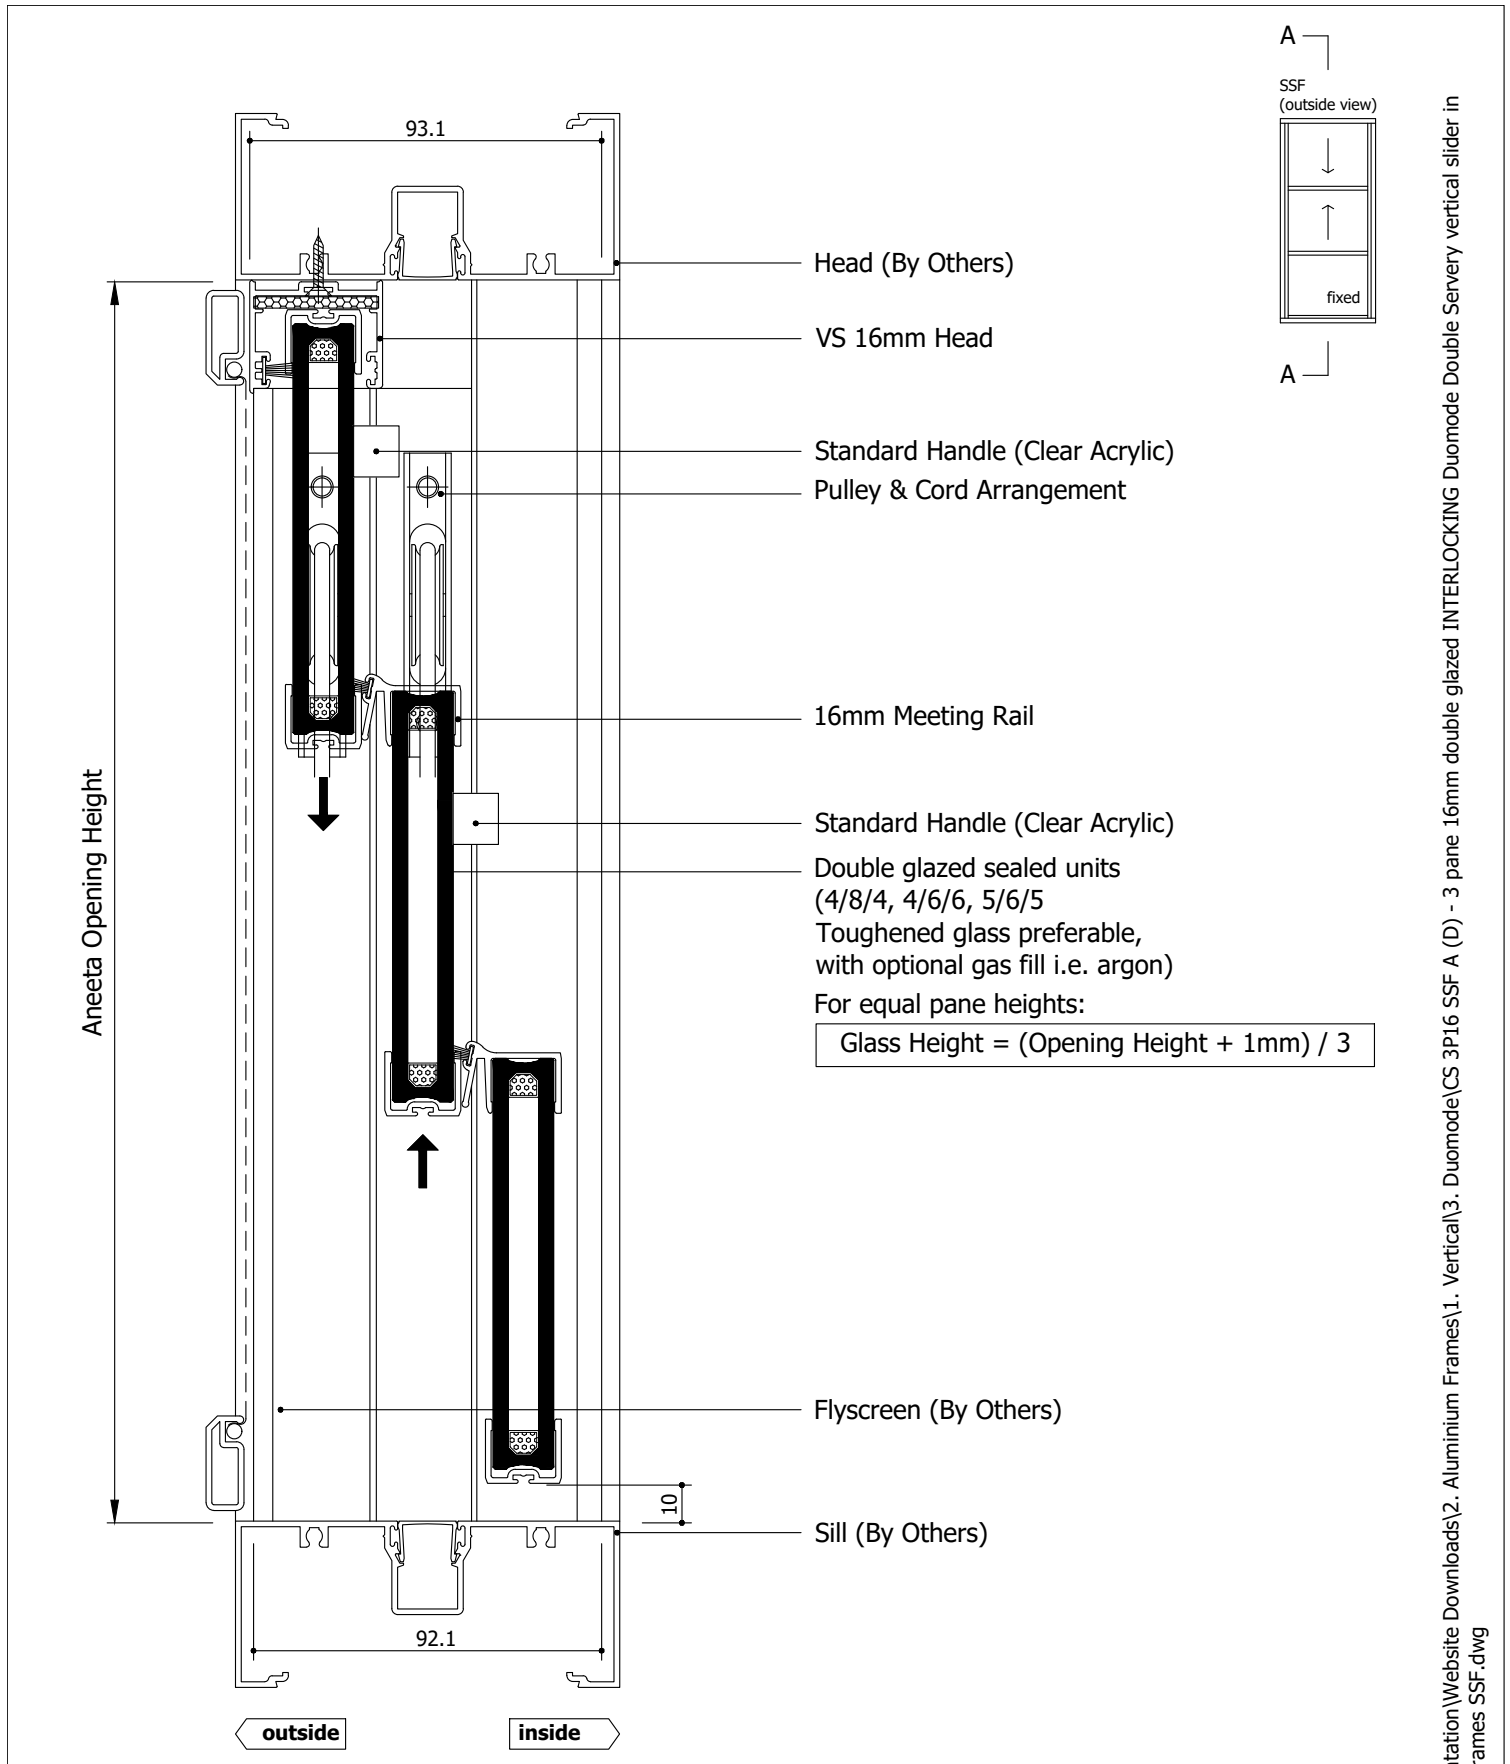 A
SSF
(outside view)
fixed
A
93.1
Head (By Others)
VS 16mm Head
Standard Handle (Clear Acrylic)
Pulley & Cord Arrangement
16mm Meeting Rail
Standard Handle (Clear Acrylic)
Double glazed sealed units
(4/8/4, 4/6/6, 5/6/5
Toughened glass preferable,
with optional gas fill i.e. argon)
For equal pane heights:
Glass Height = (Opening Height + 1mm) / 3
Aneeta Opening Height
Flyscreen (By Others)
10
Sill (By Others)
92.1
outside
inside
tation\Website Downloads\2. Aluminium Frames\1. Vertical\3. Duomode\CS 3P16 SSF A (D) - 3 pane 16mm double glazed INTERLOCKING Duomode Double Servery vertical slider in
rames SSF.dwg